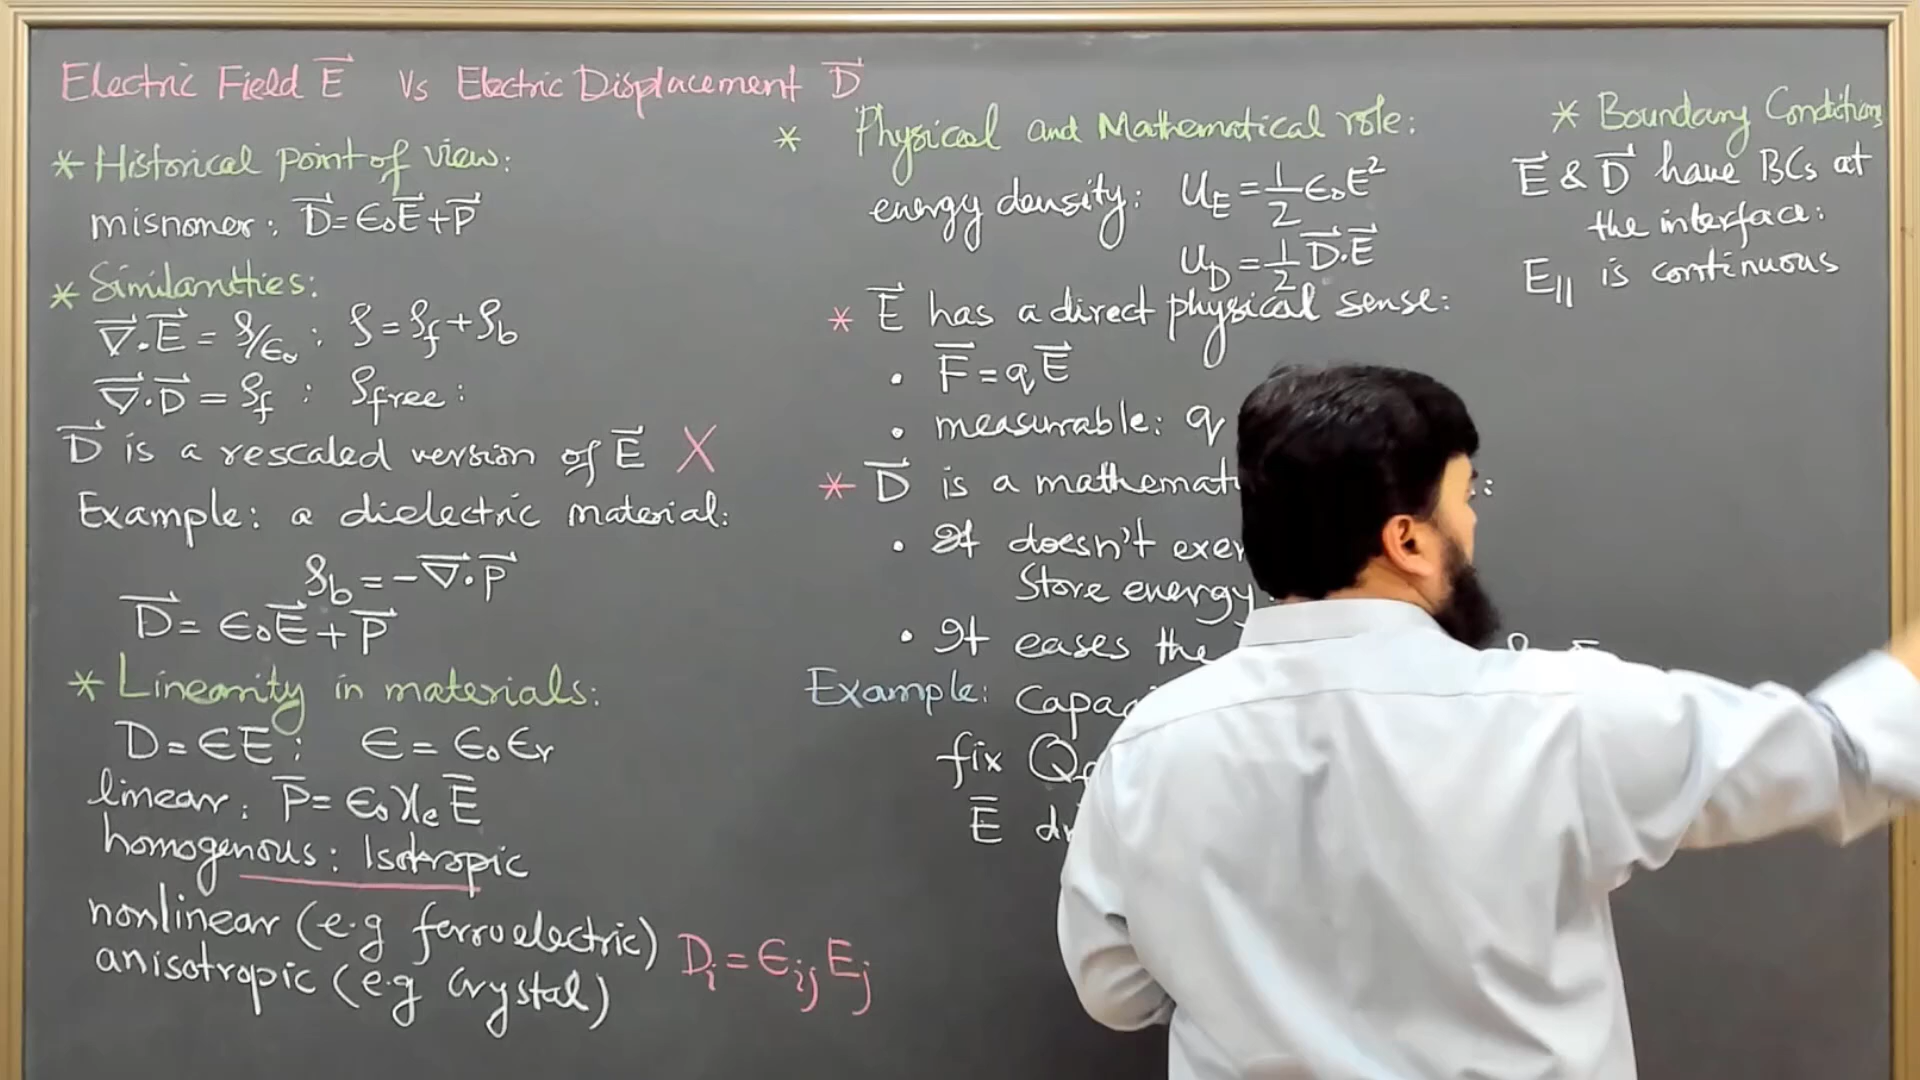 Electric Field E⃗ Vs Electric Displacement D⃗
* Historical point of view:
misnomer: D⃗ = ϵ₀E⃗ + P⃗
* Similarities:
∇⃗.E⃗ = ρ/ϵ₀ : ρ = ρf + ρb
∇⃗.D⃗ = ρf : ρfree :
D⃗ is a rescaled version of E⃗ X
Example: a dielectric material:
ρb = -∇⃗.P⃗
D⃗ = ϵ₀E⃗ + P⃗
* Linearity in materials:
D = ϵE : ϵ = ϵ₀ϵr
linear: P̄ = ϵ₀χeĒ
homogenous: Isotropic
nonlinear (e.g ferroelectric)
anisotropic (e.g crystal)
Di = ϵij Ej
* Physical and Mathematical role:
energy density: UE = 1/2 ϵ₀E²
UD = 1/2 D⃗.E⃗
* E⃗ has a direct physical sense:
• F̄ = qE⃗
• measurable: q
* D⃗ is a
• It doesn't
Store energy
• It eases the
Example:
fix
Ē
* Boundary Conditions
E⃗ & D⃗ have BCs at
the interface:
E|| is continuous